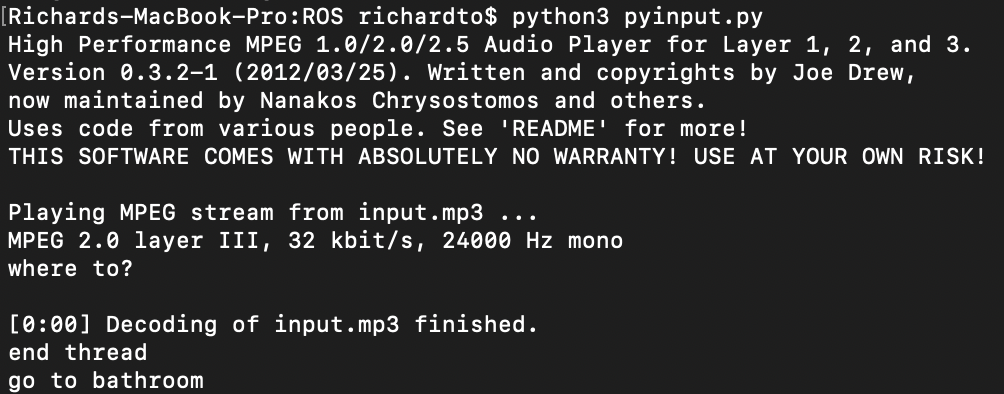 [Richards-MacBook-Pro:ROS richardto$ python3 pyinput.py
High Performance MPEG 1.0/2.0/2.5 Audio Player for Layer 1, 2, and 3.
Version 0.3.2-1 (2012/03/25). Written and copyrights by Joe Drew,
now maintained by Nanakos Chrysostomos and others.
Uses code from various people. See 'README' for more!
THIS SOFTWARE COMES WITH ABSOLUTELY NO WARRANTY! USE AT YOUR OWN RISK!
Playing MPEG stream from input.mp3 ...
MPEG 2.0 layer III, 32 kbit/s, 24000 Hz mono
where to?
[0:00] Decoding of input.mp3 finished.
end thread
go to bathroom